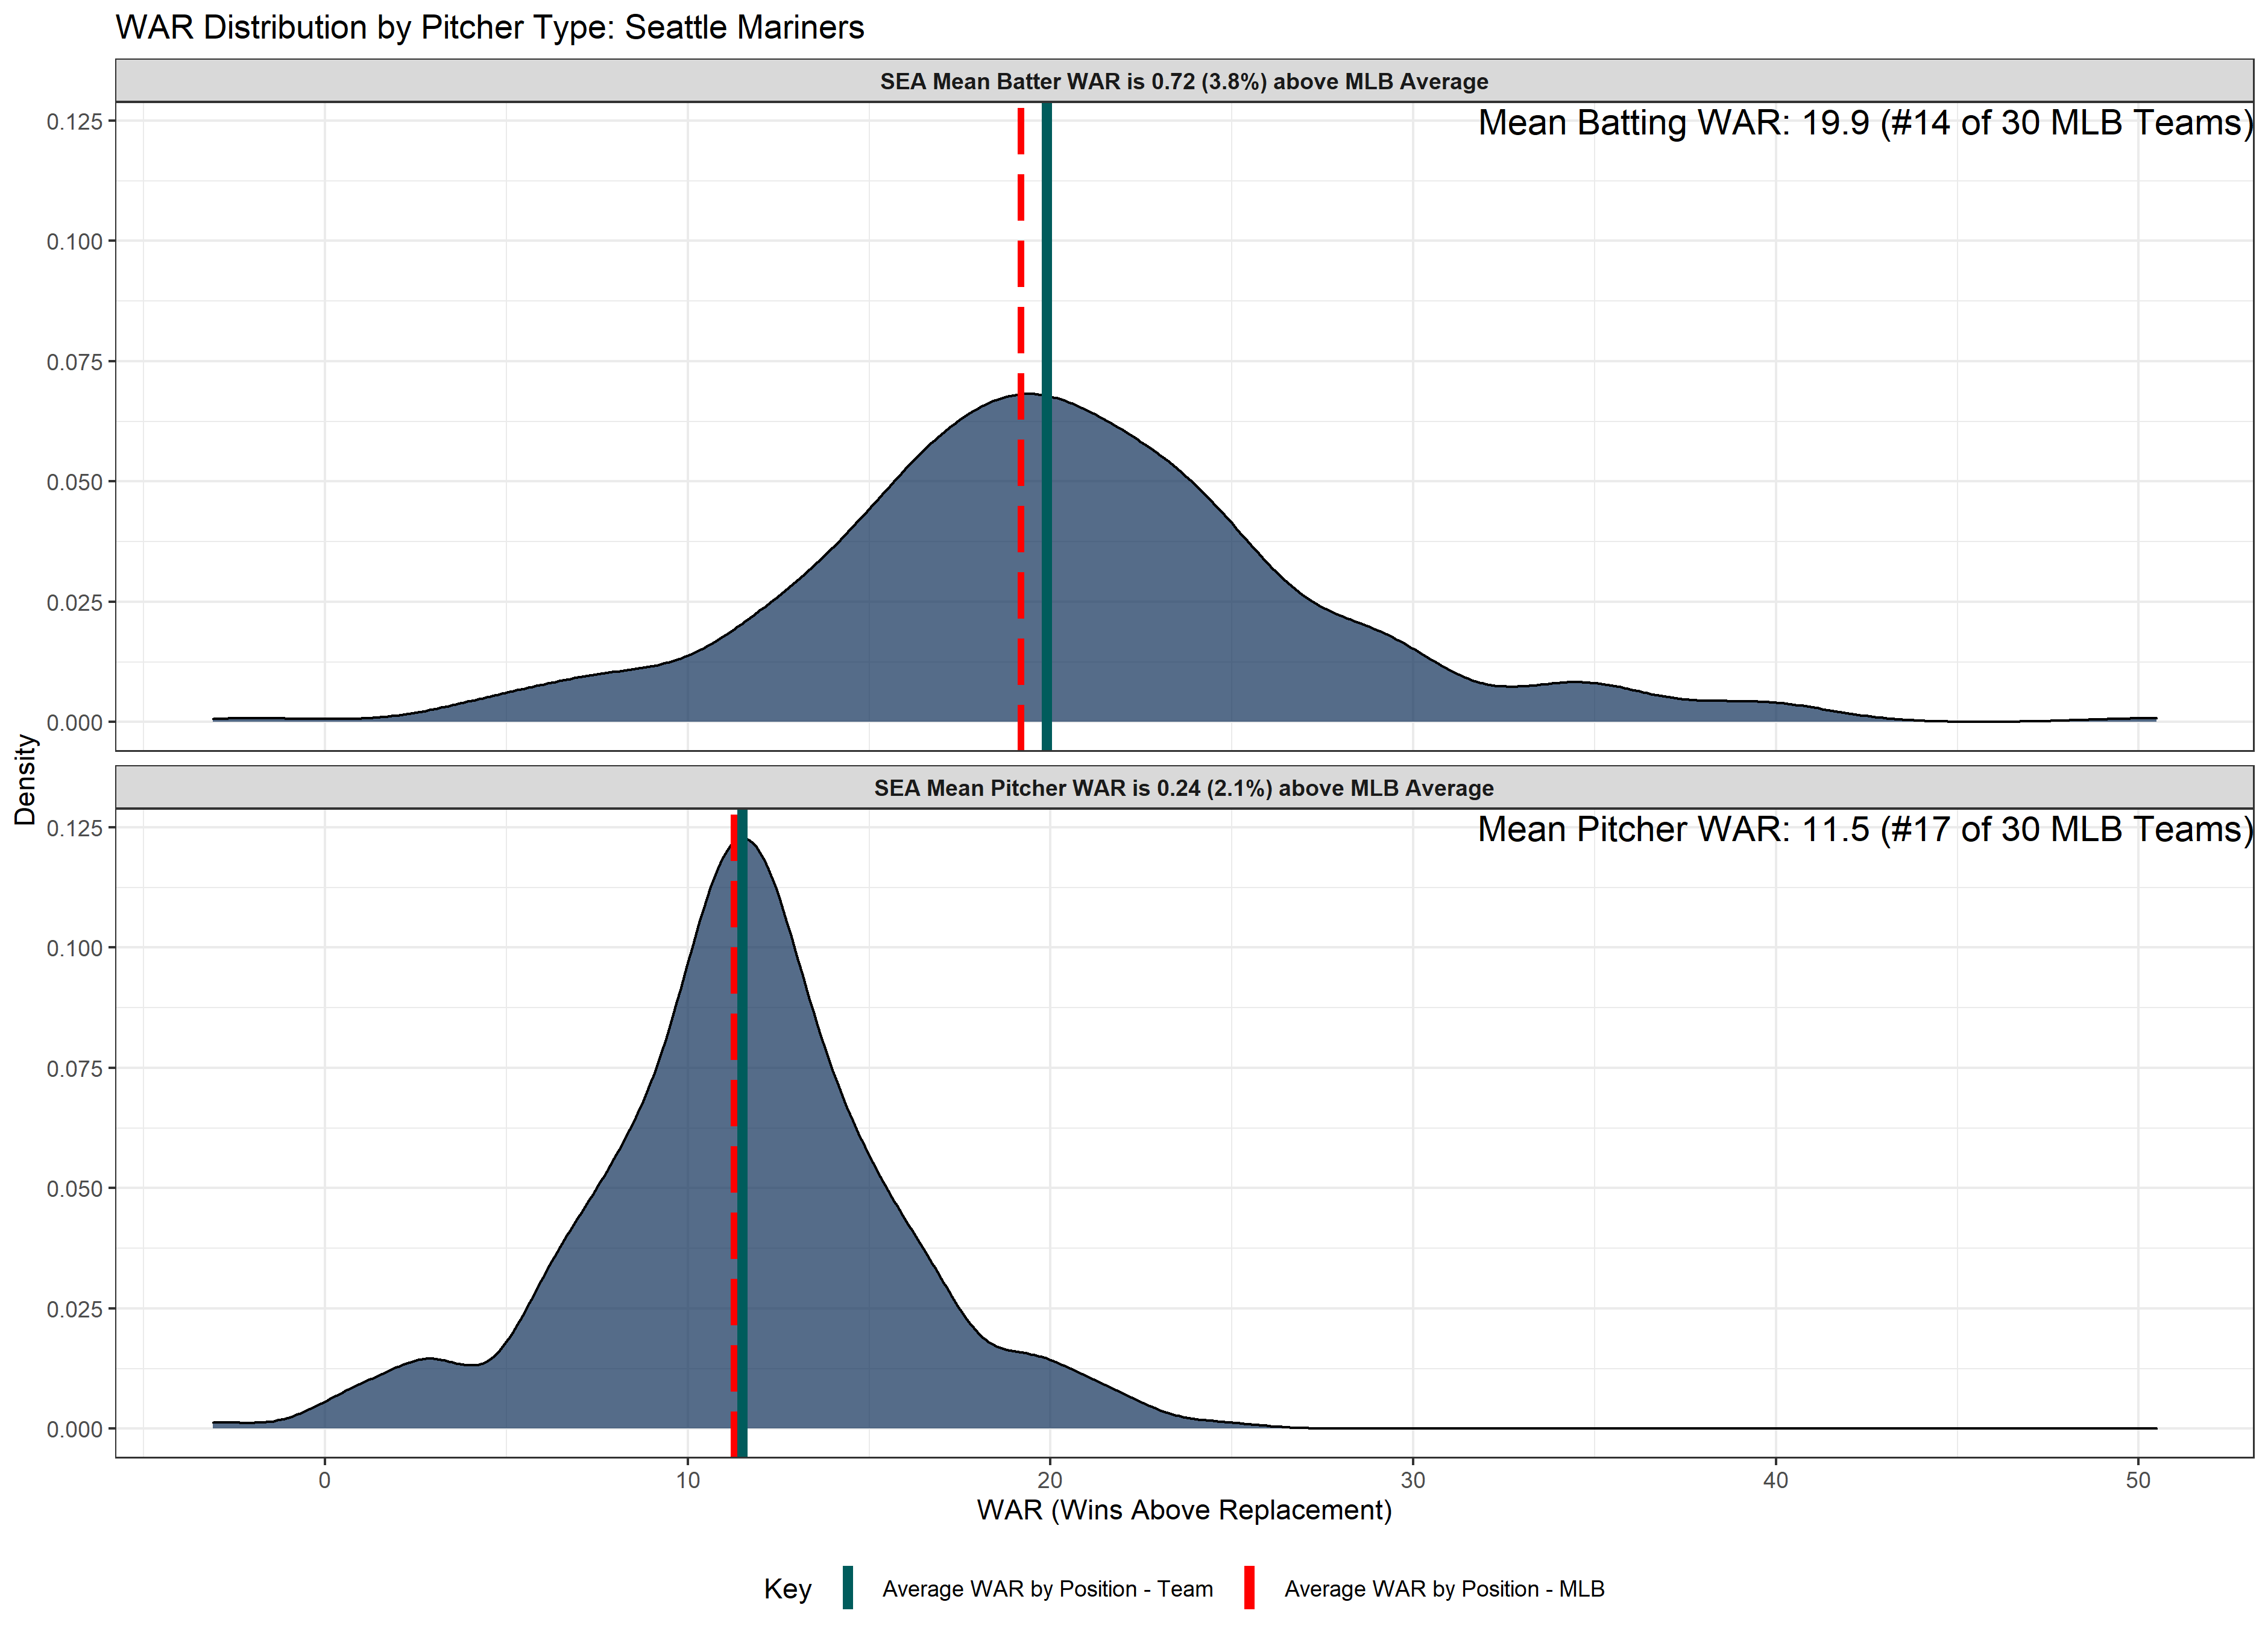 WAR Distribution by Pitcher Type: Seattle Mariners
SEA Mean Batter WAR is 0.72 (3.8%) above MLB Average
Mean Batting WAR: 19.9 (#14 of 30 MLB Teams)
0.125
0.100
0.075
0.050
0.025
0.000
Density
SEA Mean Pitcher WAR is 0.24 (2.1%) above MLB Average
Mean Pitcher WAR: 11.5 (#17 of 30 MLB Teams)
0.125
0.100
0.075
0.050
0.025
0.000
0 10 20 30 40 50
WAR (Wins Above Replacement)
Key Average WAR by Position - Team Average WAR by Position - MLB